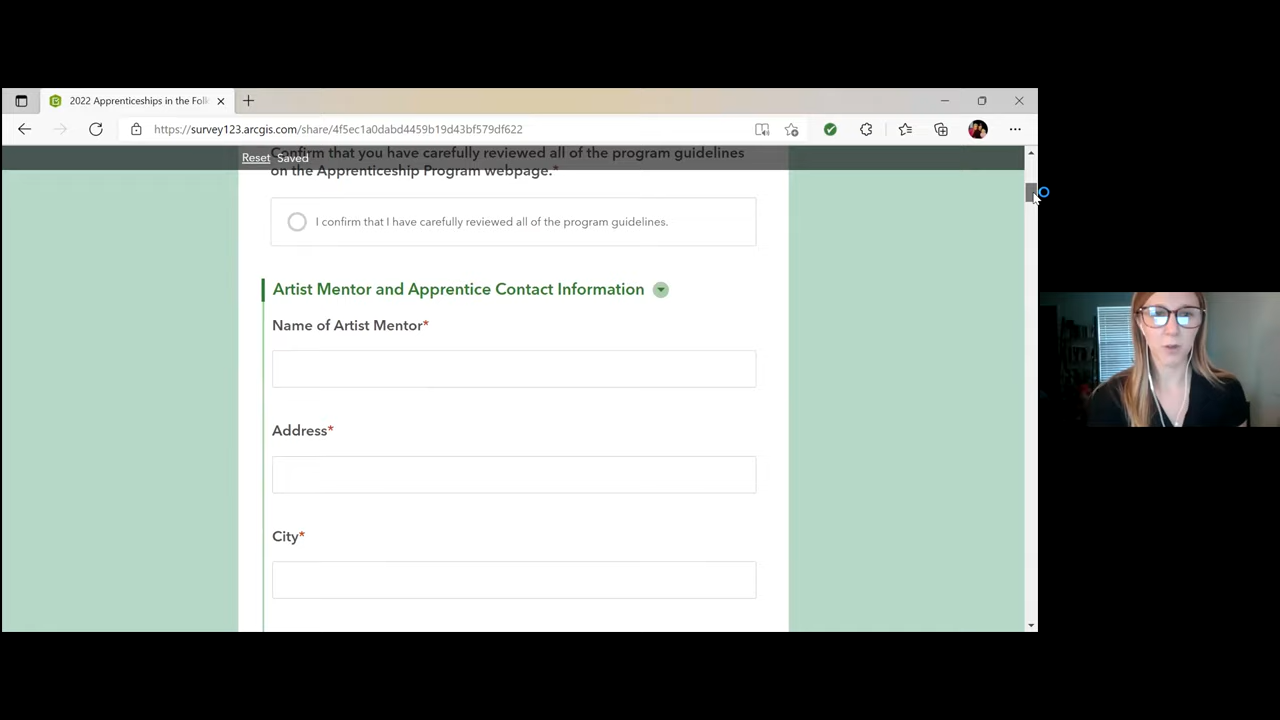 2022 Apprenticeships in the Folk
https://survey123.arcgis.com/share/4f5ec1a0dabd4459b19d43bf579df622
Reset Saved
Confirm that you have carefully reviewed all of the program guidelines
on the Apprenticeship Program webpage.*
I confirm that I have carefully reviewed all of the program guidelines.
Artist Mentor and Apprentice Contact Information
Name of Artist Mentor*
Address*
City*